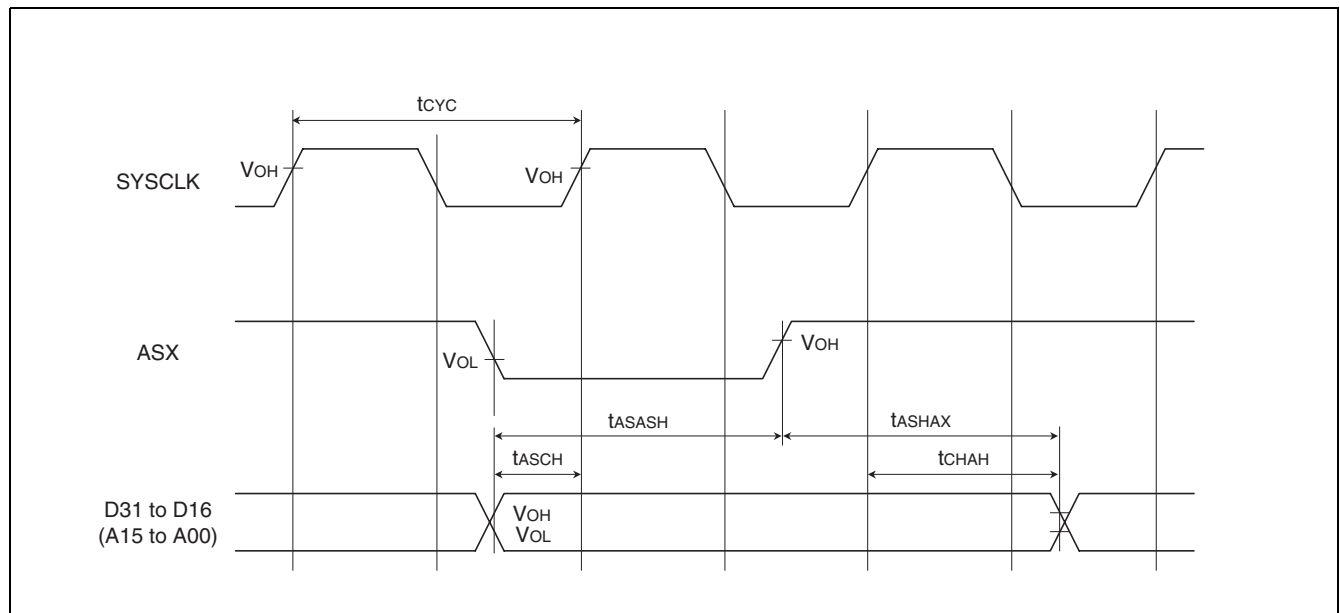 tCYC
VOH
VOH
SYSCLK
ASX
VOL
VOH
tASASH
tASHAX
tASCH
tCHAH
D31 to D16
(A15 to A00)
VOH
VOL